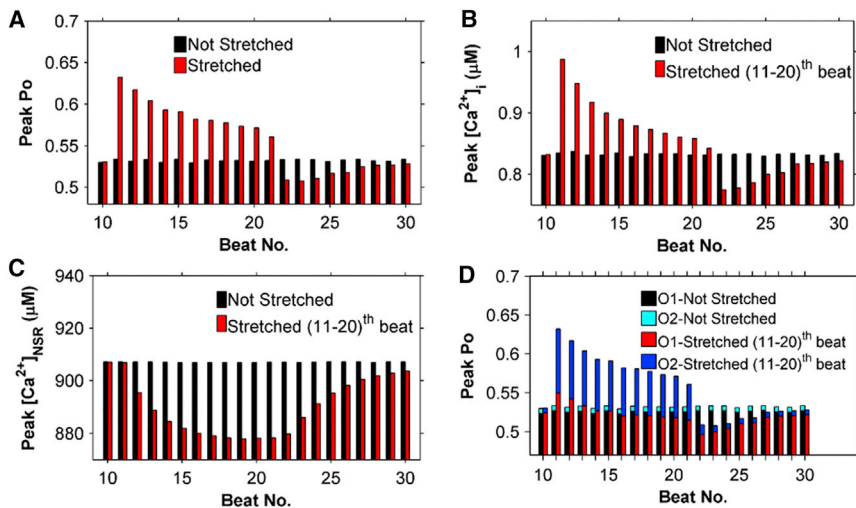 A
0.7
0.65
0.6
0.55
0.5
Peak Po
Not Stretched
Stretched
10
15
20
25
30
Beat No.
B
1
0.9
0.8
Peak [Ca²⁺]i (μM)
Not Stretched
Stretched (11-20)ᵗʰ beat
10
15
20
25
30
Beat No.
C
940
920
900
880
Peak [Ca²⁺]NSR (μM)
Not Stretched
Stretched (11-20)ᵗʰ beat
10
15
20
25
30
Beat No.
D
0.7
0.65
0.6
0.55
0.5
Peak Po
O1-Not Stretched
O2-Not Stretched
O1-Stretched (11-20)ᵗʰ beat
O2-Stretched (11-20)ᵗʰ beat
10
15
20
25
30
Beat No.